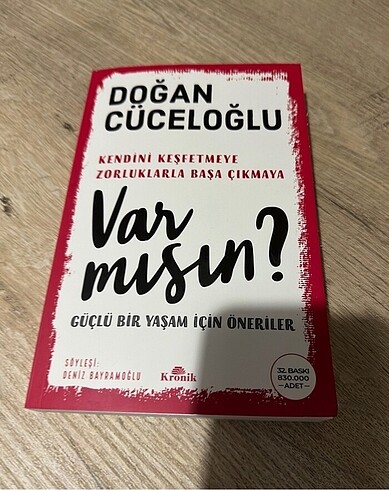 DOĞAN
CÜCELOĞLU
KENDİNİ KEŞFETMEYE
ZORLUKLARLA BAŞA ÇIKMAYA
Var
mısın?
GÜÇLÜ BİR YAŞAM İÇİN ÖNERİLER
SÖYLEŞİ:
DENİZ BAYRAMOĞLU
Kronik
32. BASKI
830.000
—ADET—